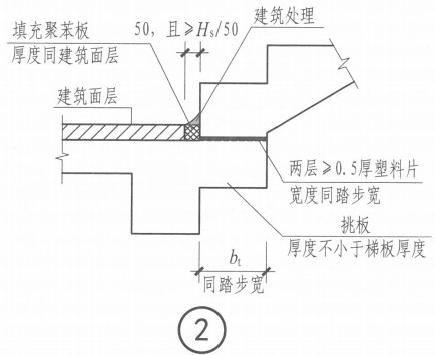 填充聚苯板
厚度同建筑面层
50, 且≥Hs/50
建筑处理
建筑面层
两层≥0.5厚塑料片
宽度同踏步宽
挑板
厚度不小于梯板厚度
bt
同踏步宽
2